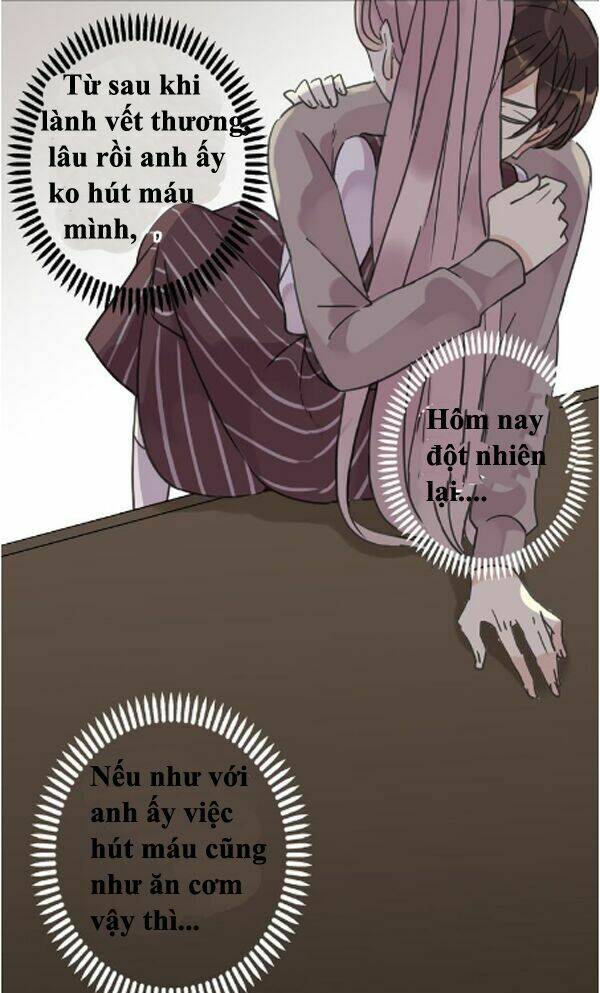 Từ sau khi
lành vết thương,
lâu rồi anh ấy
ko hút máu
mình, ,
Hôm nay
đột nhiên
lại....
Nếu như với
anh ấy việc
hút máu cũng
như ăn cơm
vậy thì...